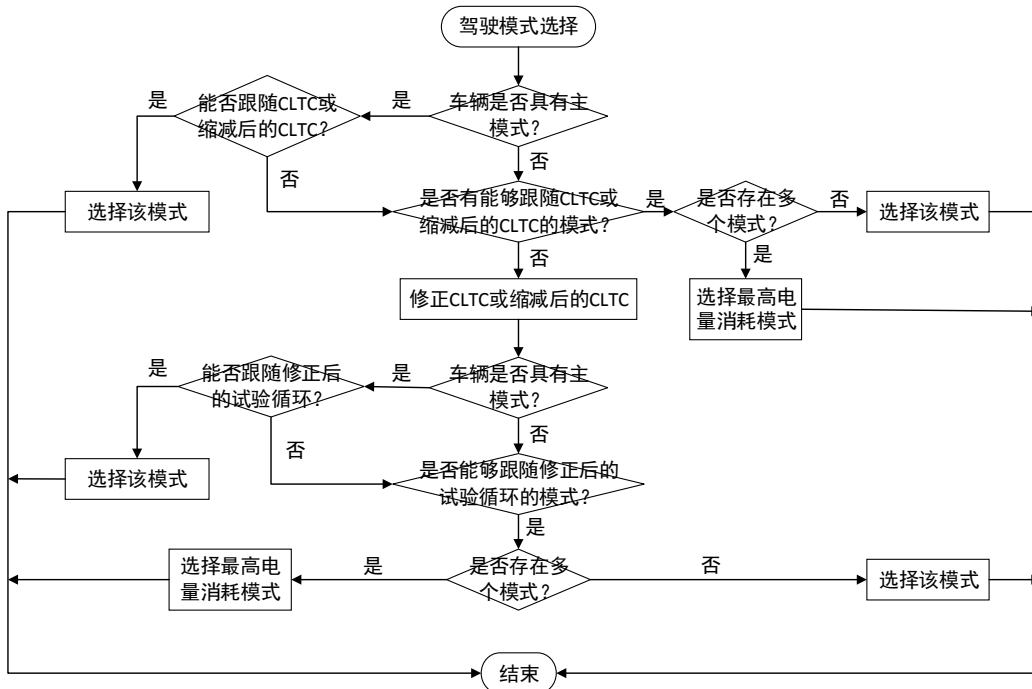 驾驶模式选择
是
能否跟随CLTC或
缩减后的CLTC？
是
车辆是否具有主
模式？
否
否
选择该模式
是否有能够跟随CLTC或
缩减后的CLTC的模式？
是
是否存在多
个模式？
否
选择该模式
是
否
修正CLTC或缩减后的CLTC
选择最高电
量消耗模式
是
能否跟随修正后
的试验循环？
是
车辆是否具有主
模式？
否
否
选择该模式
是否能够跟随修正后的
试验循环的模式？
是
选择最高电
量消耗模式
是
是否存在多
个模式？
否
选择该模式
结束